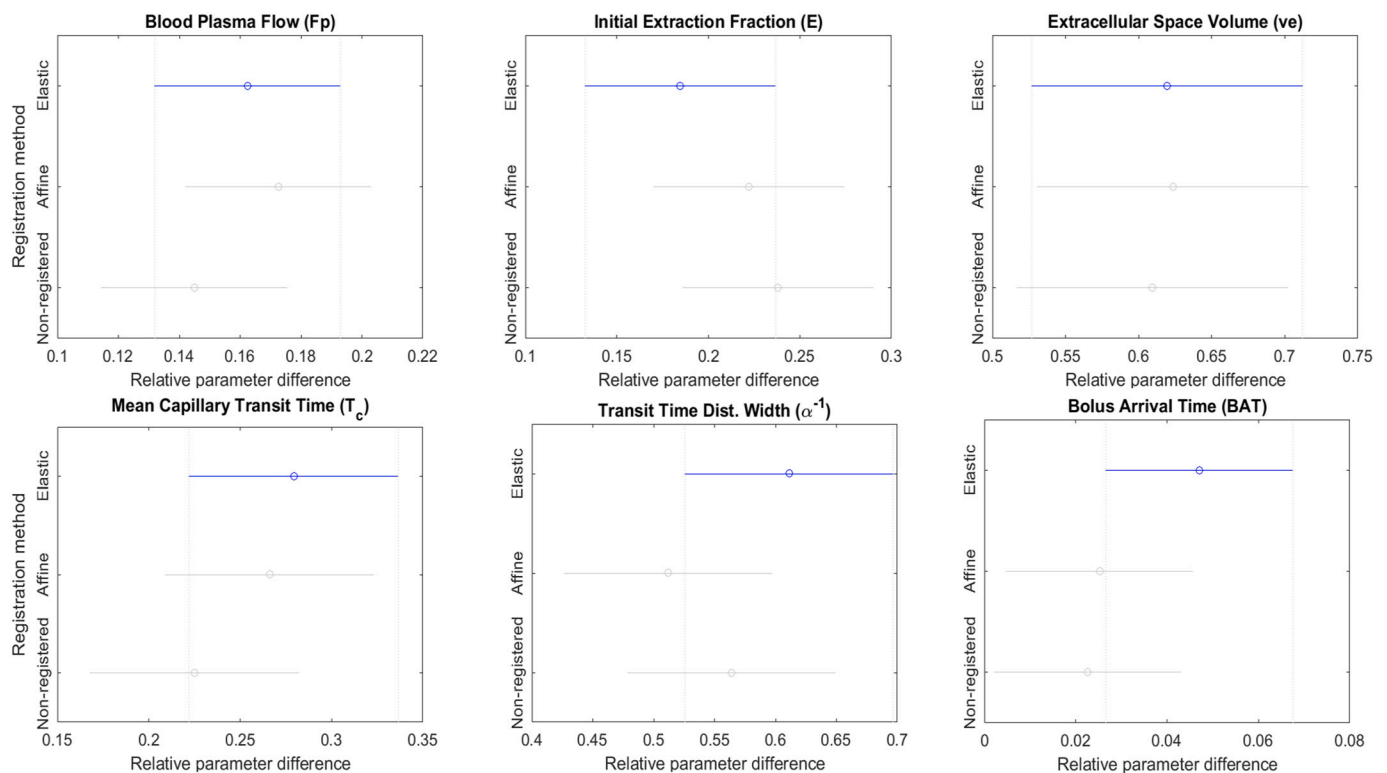 Blood Plasma Flow (Fp)
Registration method
Elastic
Affine
Non-registered
0.1 0.12 0.14 0.16 0.18 0.2 0.22
Relative parameter difference
Initial Extraction Fraction (E)
Elastic
Affine
Non-registered
0.1 0.15 0.2 0.25 0.3
Relative parameter difference
Extracellular Space Volume (ve)
Elastic
Affine
Non-registered
0.5 0.55 0.6 0.65 0.7 0.75
Relative parameter difference
Mean Capillary Transit Time (T_c)
Registration method
Elastic
Affine
Non-registered
0.15 0.2 0.25 0.3 0.35
Relative parameter difference
Transit Time Dist. Width (α^-1)
Elastic
Affine
Non-registered
0.4 0.5 0.6 0.7
Relative parameter difference
Bolus Arrival Time (BAT)
Elastic
Affine
Non-registered
0 0.02 0.04 0.06 0.08
Relative parameter difference